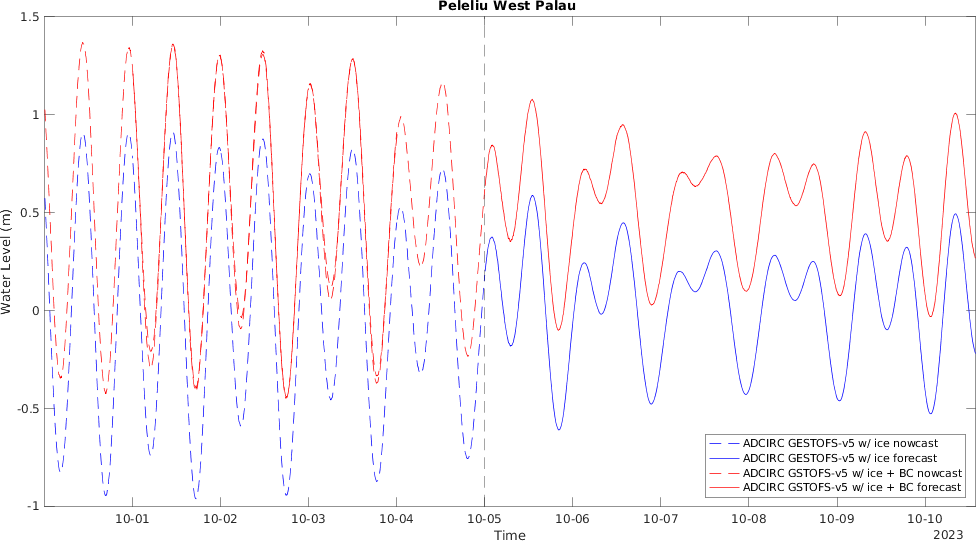 Peleliu West Palau
1.5
1
0.5
0
-0.5
-1
Water Level (m)
10-01 10-02 10-03 10-04 10-05 10-06 10-07 10-08 10-09 10-10
Time
2023
ADCIRC GESTOFS-v5 w/ ice nowcast
ADCIRC GESTOFS-v5 w/ ice forecast
ADCIRC GSTOFS-v5 w/ ice + BC nowcast
ADCIRC GSTOFS-v5 w/ ice + BC forecast